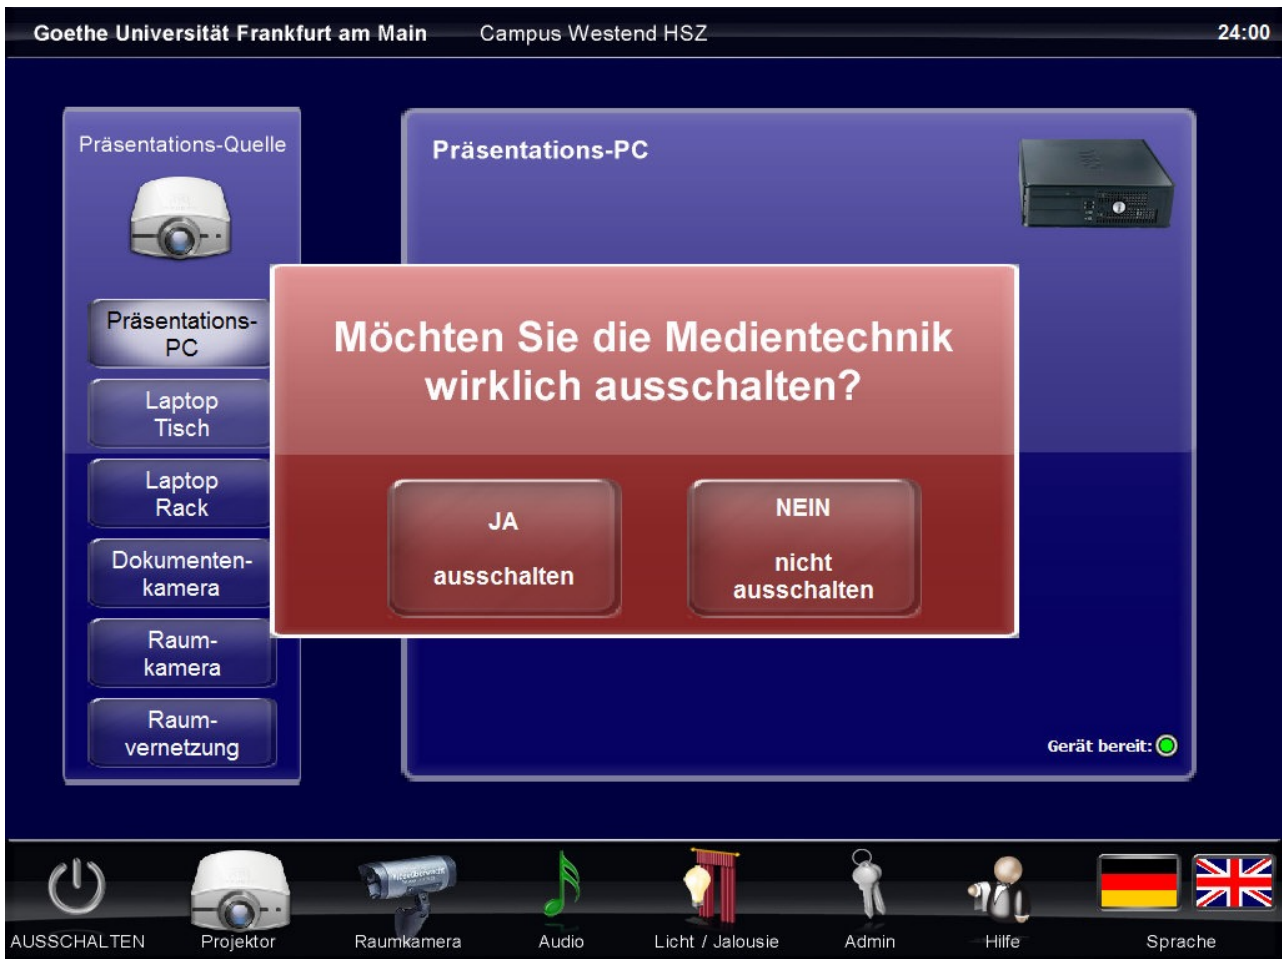 Goethe Universität Frankfurt am Main Campus Westend HSZ 24:00
Präsentations-Quelle
Präsentations-
PC
Laptop
Tisch
Laptop
Rack
Dokumenten-
kamera
Raum-
kamera
Raum-
vernetzung
Präsentations-PC
Möchten Sie die Medientechnik
wirklich ausschalten?
JA
ausschalten
NEIN
nicht
ausschalten
Gerät bereit:
AUSSCHALTEN
Projektor
Raumkamera
Audio
Licht / Jalousie
Admin
Hilfe
Sprache